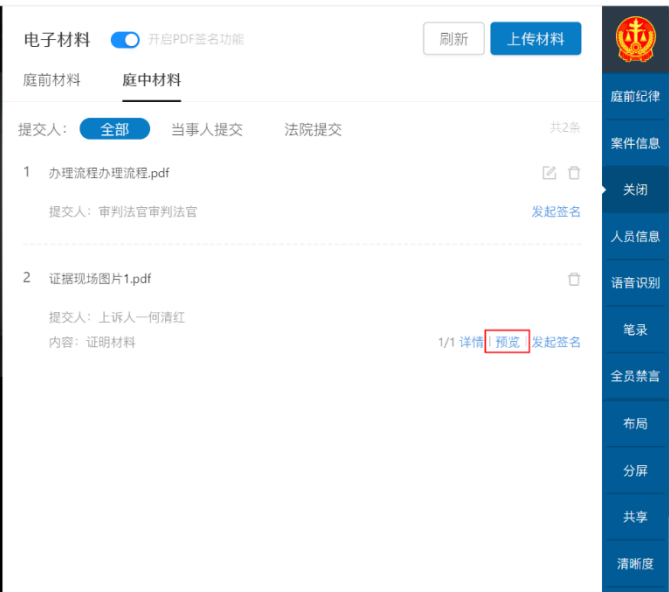 电子材料 开启PDF签名功能 刷新 上传材料
庭前材料 庭中材料
提交人： 全部 当事人提交 法院提交 共2条
1 办理流程办理流程.pdf
提交人：审判法官审判法官 发起签名
2 证据现场图片1.pdf
提交人：上诉人一何清红
内容：证明材料 1/1 详情 | 预览 | 发起签名
庭前纪律
案件信息
关闭
人员信息
语音识别
笔录
全员禁言
布局
分屏
共享
清晰度